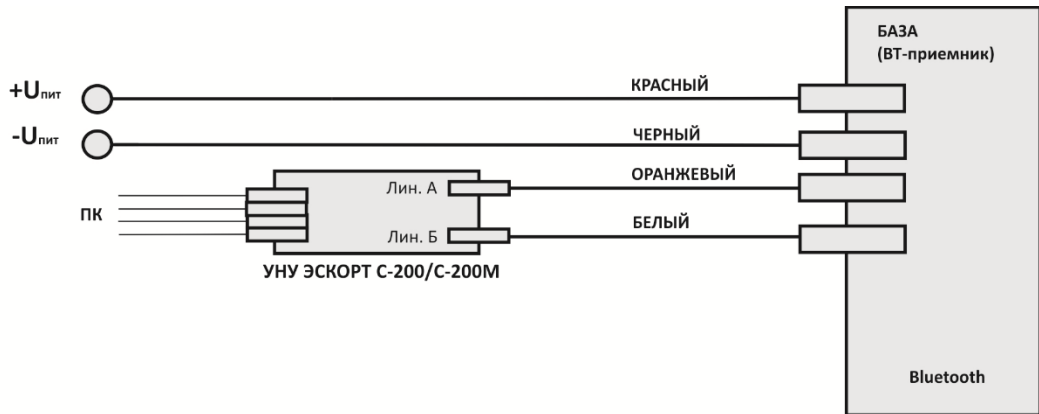 БАЗА
(ВТ-приемник)
+Uпит
КРАСНЫЙ
-Uпит
ЧЕРНЫЙ
ОРАНЖЕВЫЙ
Лин. А
ПК
БЕЛЫЙ
Лин. Б
УНУ ЭСКОРТ С-200/С-200М
Bluetooth